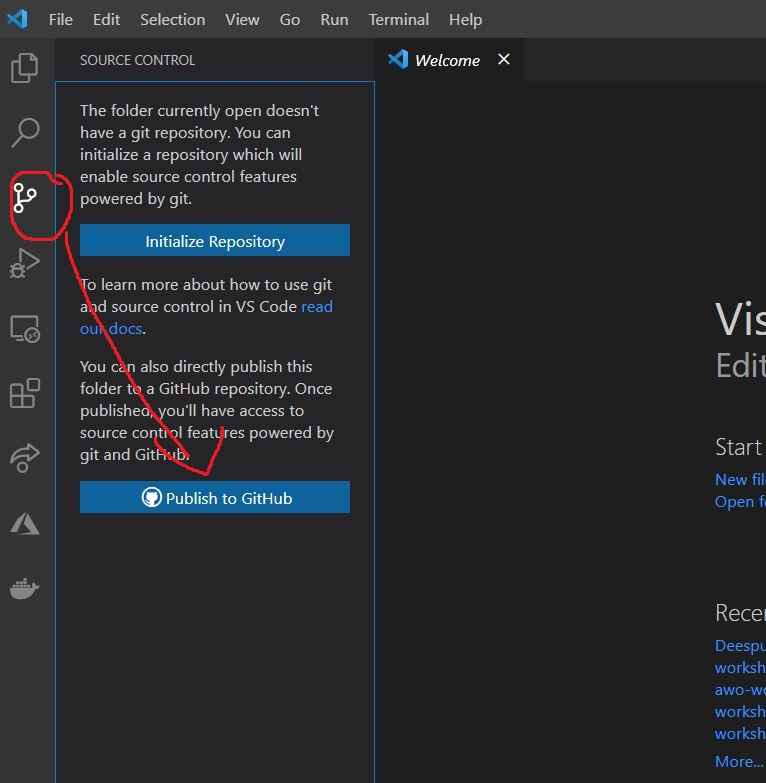 File Edit Selection View Go Run Terminal Help
SOURCE CONTROL
Welcome
The folder currently open doesn't
have a git repository. You can
initialize a repository which will
enable source control features
powered by git.
Initialize Repository
To learn more about how to use git
and source control in VS Code read
our docs.
You can also directly publish this
folder to a GitHub repository. Once
published, you'll have access to
source control features powered by
git and GitHub.
Publish to GitHub
Vis
Edit
Start
New fil
Open fo
Recen
Deespu
worksh
awo-wo
worksh
worksh
More...